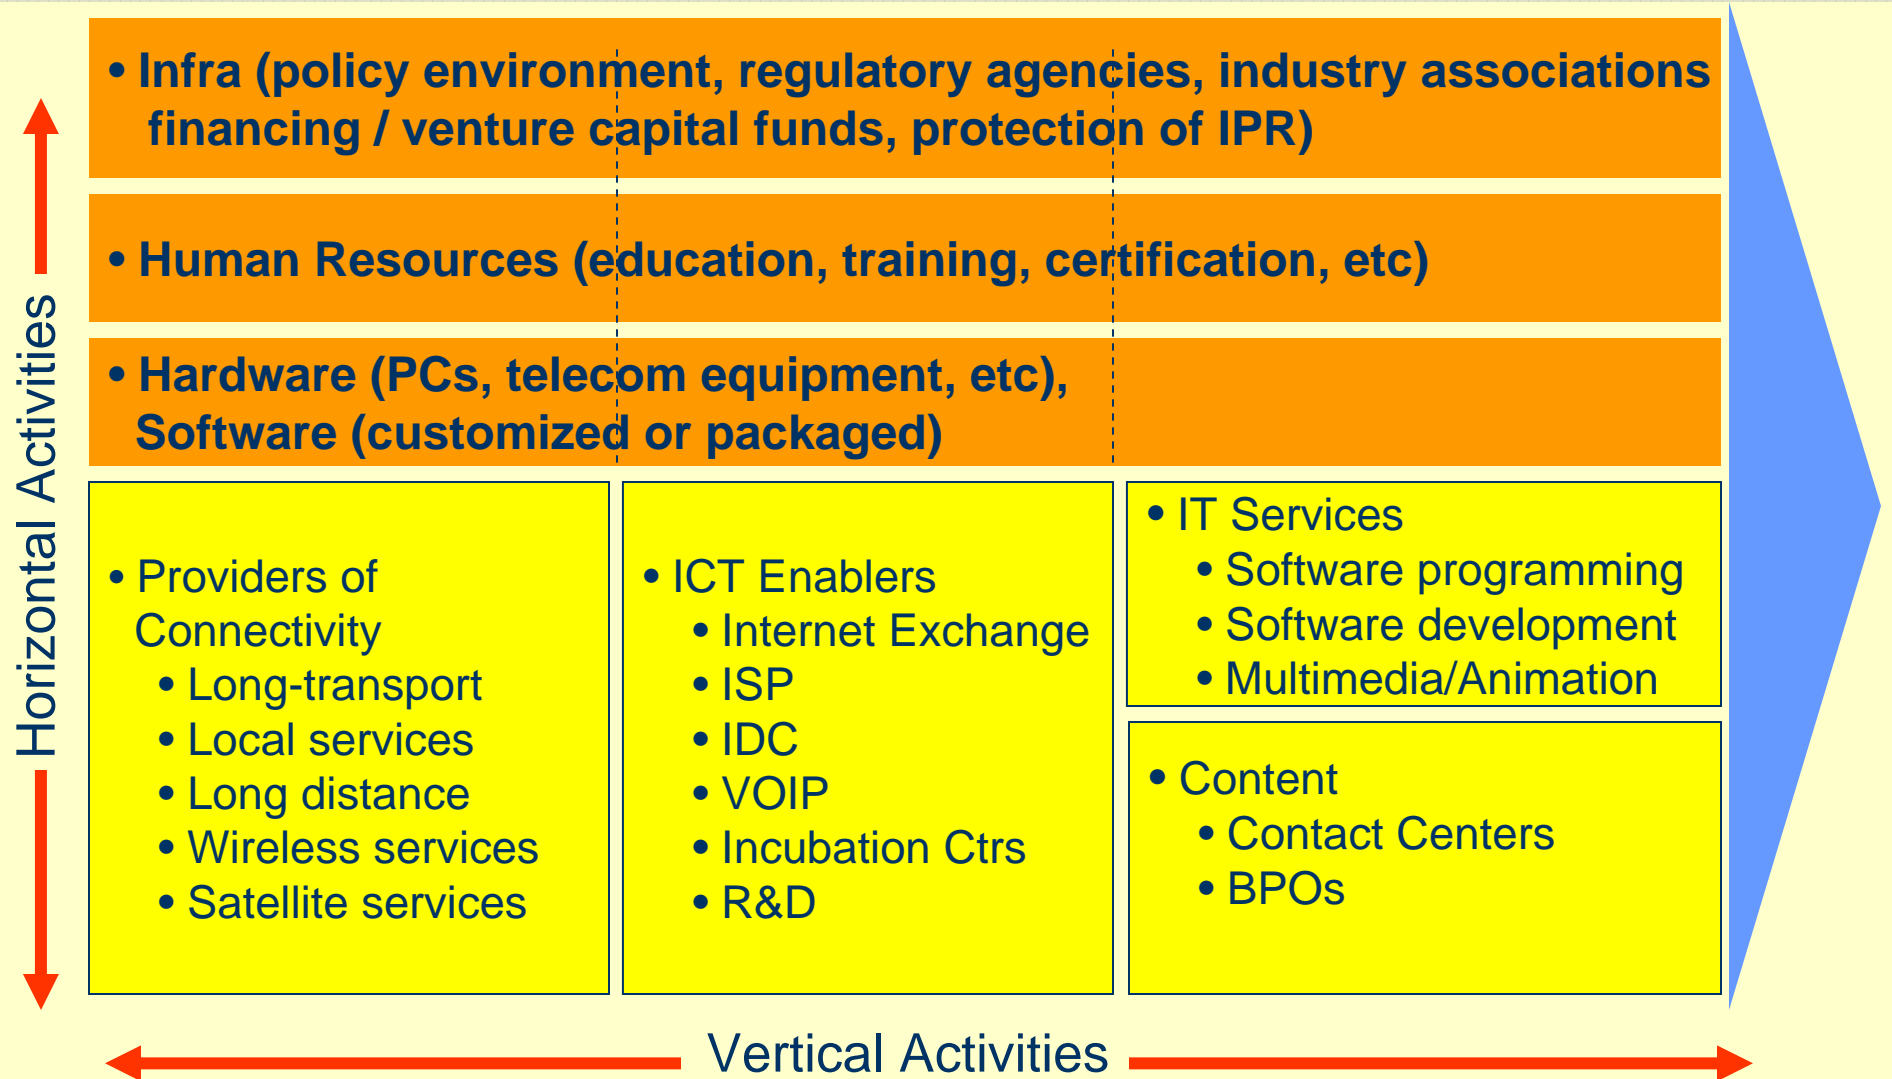 • Infra (policy environment, regulatory agencies, industry associations
financing / venture capital funds, protection of IPR)
• Human Resources (education, training, certification, etc)
• Hardware (PCs, telecom equipment, etc),
Software (customized or packaged)
Horizontal Activities
• Providers of
Connectivity
• Long-transport
• Local services
• Long distance
• Wireless services
• Satellite services
• ICT Enablers
• Internet Exchange
• ISP
• IDC
• VOIP
• Incubation Ctrs
• R&D
• IT Services
• Software programming
• Software development
• Multimedia/Animation
• Content
• Contact Centers
• BPOs
Vertical Activities